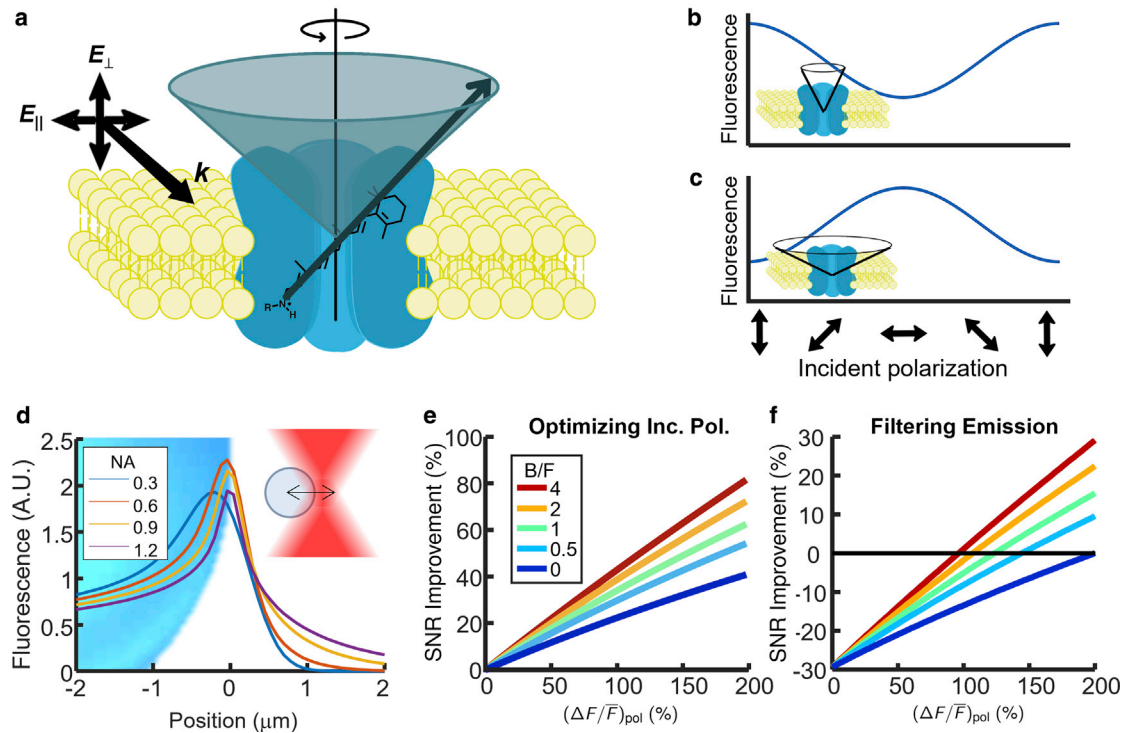 a
E⊥
E||
k
R
N
H
b
Fluorescence
c
Fluorescence
Incident polarization
d
Fluorescence (A.U.)
2.5
2
1.5
1
0.5
0
NA
0.3
0.6
0.9
1.2
-2
-1
0
1
2
Position (μm)
e
Optimizing Inc. Pol.
SNR Improvement (%)
100
80
60
40
20
0
B/F
4
2
1
0.5
0
0
50
100
150
200
(ΔF/F̅)pol (%)
f
Filtering Emission
SNR Improvement (%)
30
20
10
0
-10
-20
-30
0
50
100
150
200
(ΔF/F̅)pol (%)